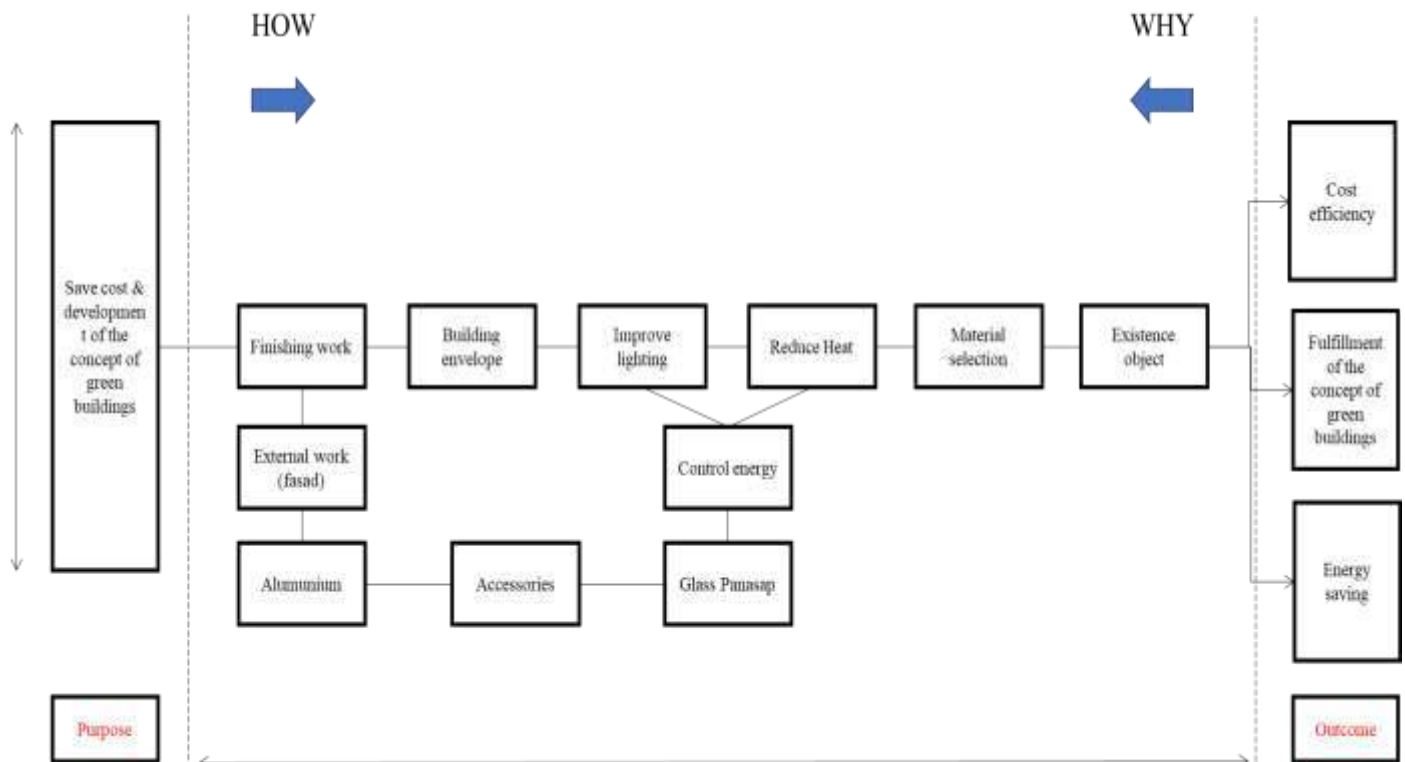 HOW
WHY
Save cost &
developmen
t of the
concept of
green
buildings
Finishing work
Building
envelope
Improve
lighting
Reduce Heat
Material
selection
Existence
object
Cost
efficiency
Fulfillment
of the
concept of
green
buildings
Energy
saving
External work
(fasad)
Control energy
Alumunium
Accessories
Glass Panasap
Purpose
Outcome